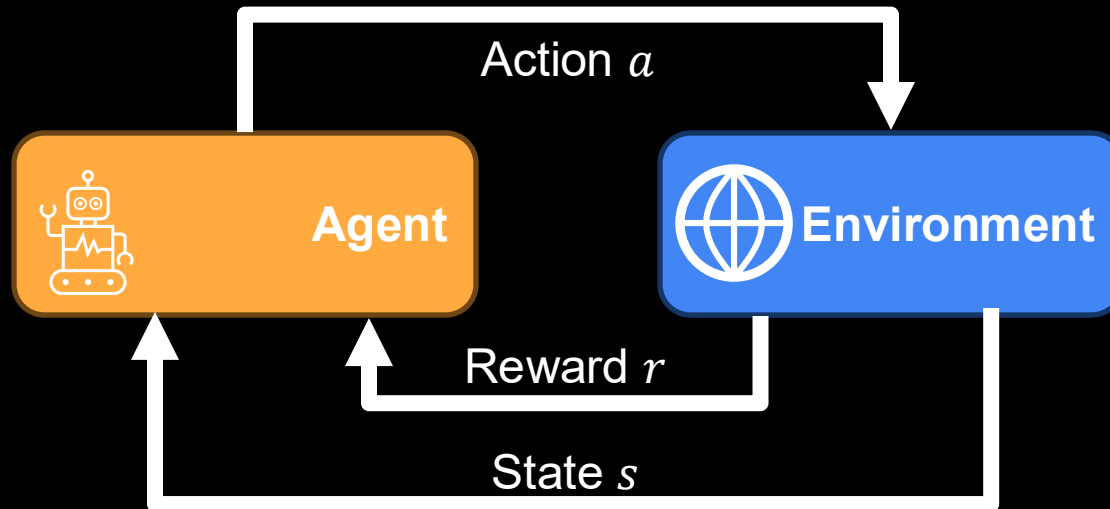 Action a
Agent
Environment
Reward r
State s